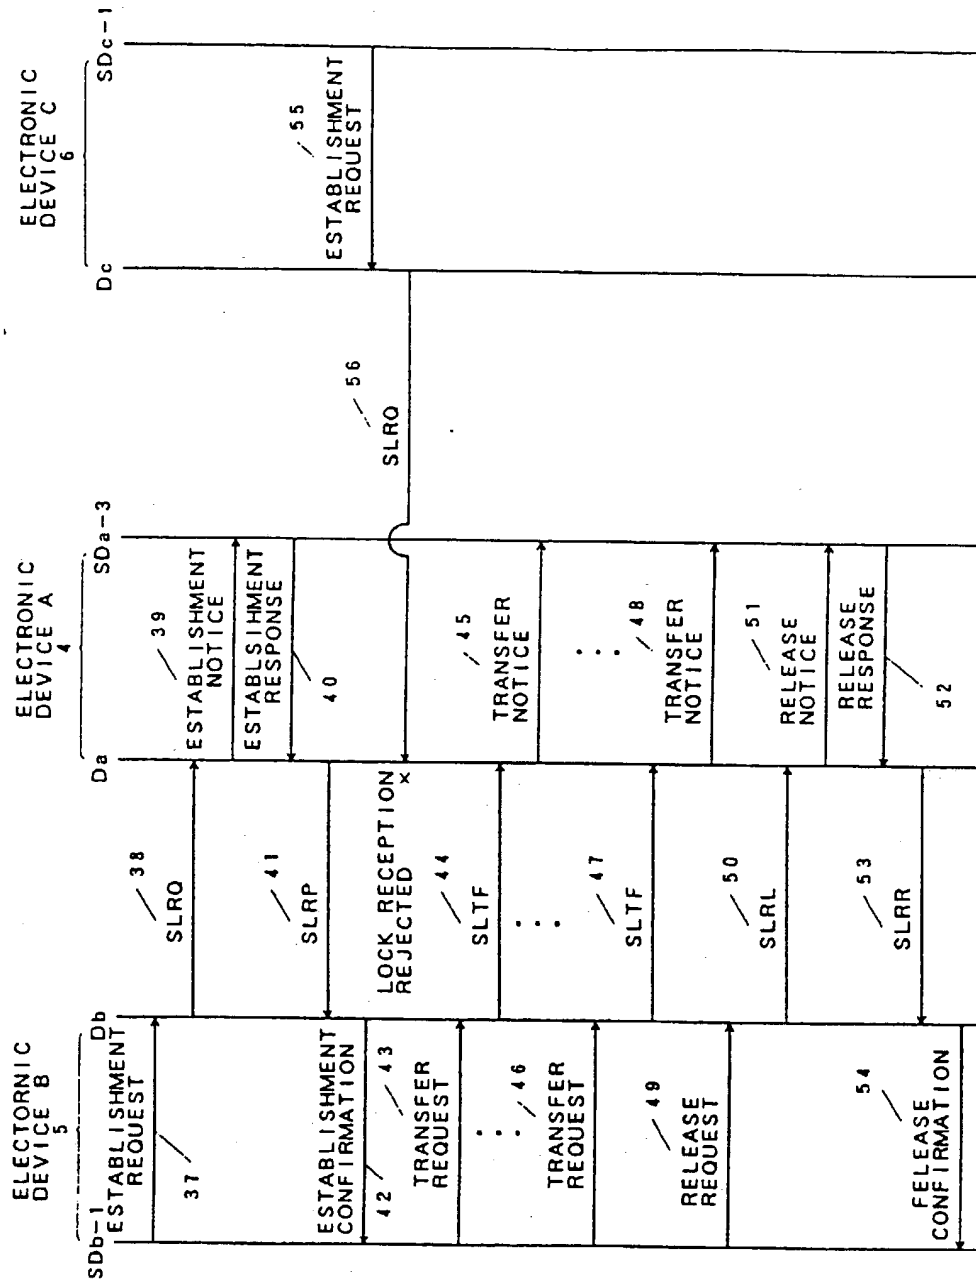 ELECTORNIC
DEVICE B
5
ELECTRONIC
DEVICE A
4
ELECTRONIC
DEVICE C
6
SDb-1
Db
Da
SDa-3
Dc
SDc-1
ESTABLISHMENT
REQUEST
37
38
SLRQ
39
ESTABLISHMENT
NOTICE
ESTABLSIHMENT
RESPONSE
40
41
SLRP
ESTABLISHMENT
CONFIRMATION
42
55
ESTABLISHMENT
REQUEST
56
SLRQ
LOCK RECEPTION
REJECTED
x
43
TRANSFER
REQUEST
44
SLTF
45
TRANSFER
NOTICE
...
...
...
46
TRANSFER
REQUEST
47
SLTF
48
TRANSFER
NOTICE
49
RELEASE
REQUEST
50
SLRL
51
RELEASE
NOTICE
RELEASE
RESPONSE
52
53
SLRR
54
FELEASE
CONFIRMATION